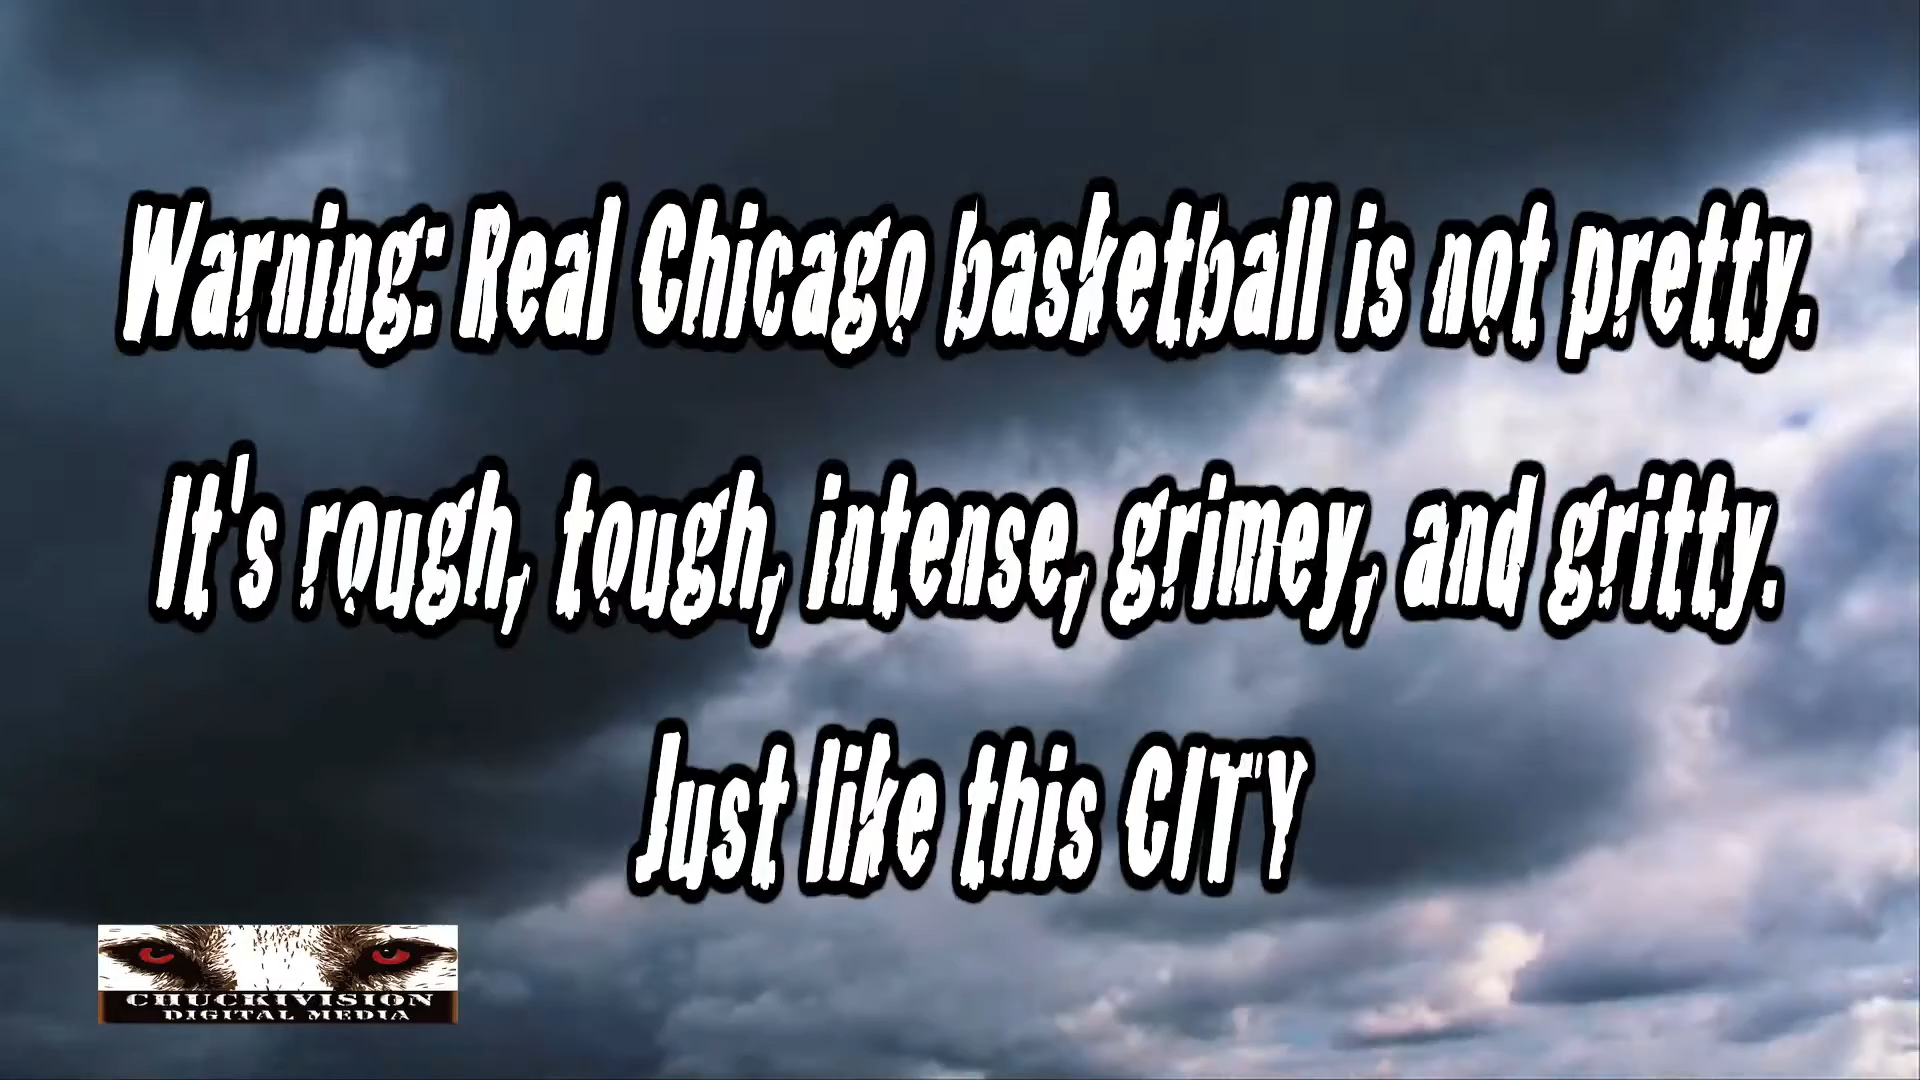 Warning: Real Chicago basketball is not pretty.
It's rough, tough, intense, grimey, and gritty.
Just like this CITY
CHUCKIVISION
DIGITAL MEDIA